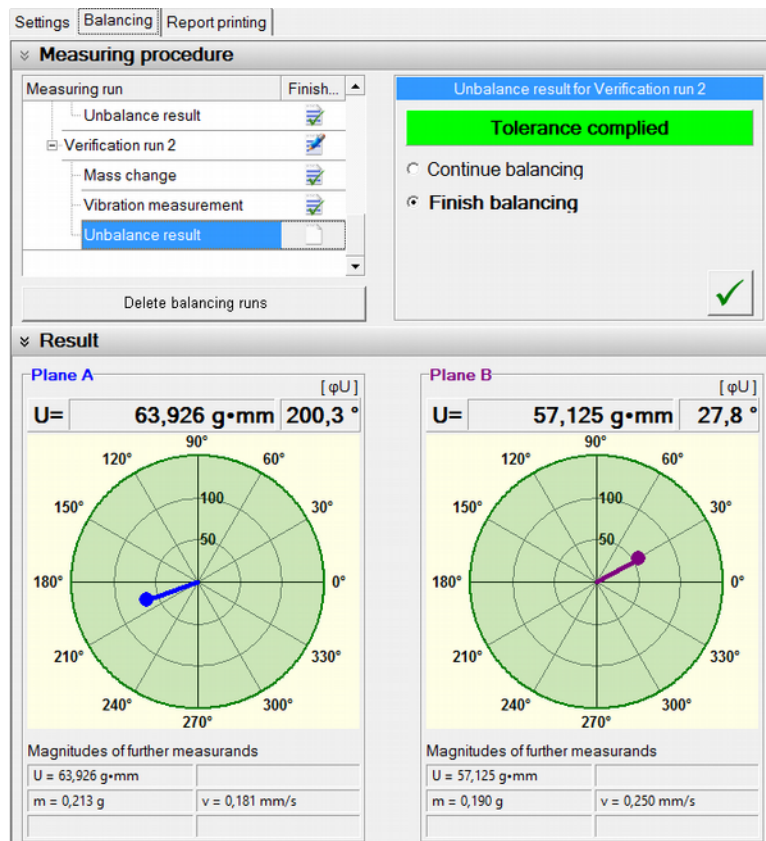 Settings Balancing Report printing
Measuring procedure
Measuring run Finish...
Unbalance result
Verification run 2
Mass change
Vibration measurement
Unbalance result
Delete balancing runs
Unbalance result for Verification run 2
Tolerance complied
Continue balancing
Finish balancing
Result
Plane A
[ φU ]
U= 63,926 g•mm 200,3 °
90°
120° 60°
150° 100 30°
50
180° 0°
210° 330°
240° 300°
270°
Magnitudes of further measurands
U = 63,926 g•mm
m = 0,213 g v = 0,181 mm/s
Plane B
[ φU ]
U= 57,125 g•mm 27,8 °
90°
120° 60°
150° 100 30°
50
180° 0°
210° 330°
240° 300°
270°
Magnitudes of further measurands
U = 57,125 g•mm
m = 0,190 g v = 0,250 mm/s